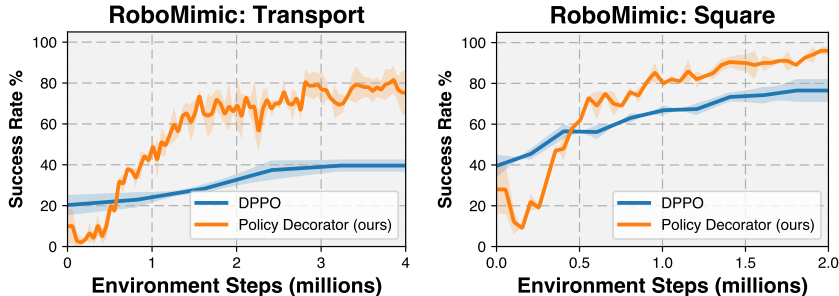 RoboMimic: Transport
Success Rate %
100
80
60
40
20
0
0 1 2 3 4
DPPO
Policy Decorator (ours)
Environment Steps (millions)
RoboMimic: Square
Success Rate %
100
80
60
40
20
0
0.0 0.5 1.0 1.5 2.0
DPPO
Policy Decorator (ours)
Environment Steps (millions)